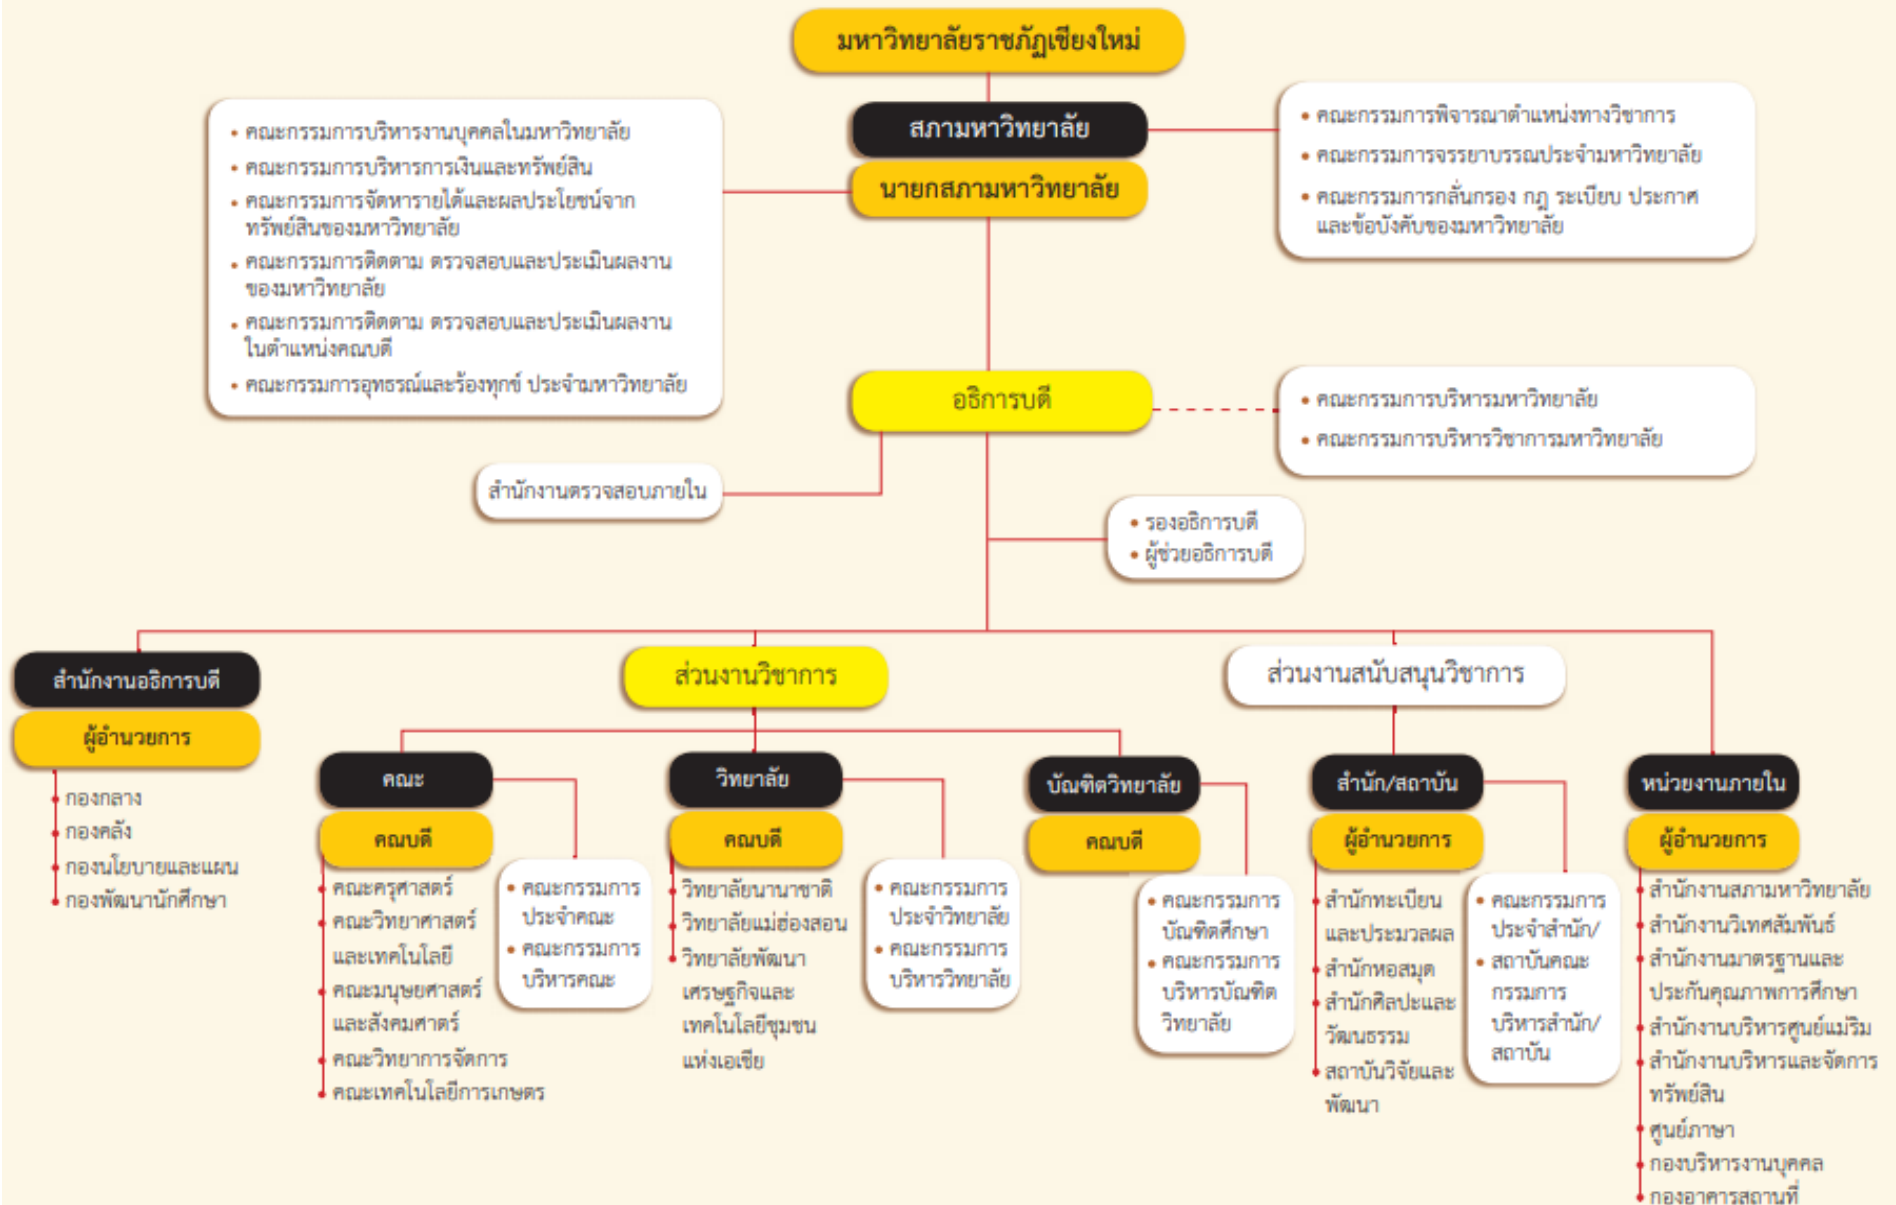 มหาวิทยาลัยราชภัฏเชียงใหม่
สภามหาวิทยาลัย
นายกสภามหาวิทยาลัย
• คณะกรรมการบริหารงานบุคคลในมหาวิทยาลัย
• คณะกรรมการบริหารการเงินและทรัพย์สิน
• คณะกรรมการจัดหารายได้และผลประโยชน์จาก
ทรัพย์สินของมหาวิทยาลัย
• คณะกรรมการติดตาม ตรวจสอบและประเมินผลงาน
ของมหาวิทยาลัย
• คณะกรรมการติดตาม ตรวจสอบและประเมินผลงาน
ในตำแหน่งคณบดี
• คณะกรรมการอุทธรณ์และร้องทุกข์ ประจำมหาวิทยาลัย
• คณะกรรมการพิจารณาตำแหน่งทางวิชาการ
• คณะกรรมการจรรยาบรรณประจำมหาวิทยาลัย
• คณะกรรมการกลั่นกรอง กฎ ระเบียบ ประกาศ
และข้อบังคับของมหาวิทยาลัย
อธิการบดี
• คณะกรรมการบริหารมหาวิทยาลัย
• คณะกรรมการบริหารวิชาการมหาวิทยาลัย
สำนักงานตรวจสอบภายใน
• รองอธิการบดี
• ผู้ช่วยอธิการบดี
สำนักงานอธิการบดี
ผู้อำนวยการ
• กองกลาง
• กองคลัง
• กองนโยบายและแผน
• กองพัฒนานักศึกษา
ส่วนงานวิชาการ
คณะ
คณบดี
• คณะครุศาสตร์
• คณะวิทยาศาสตร์
และเทคโนโลยี
• คณะมนุษยศาสตร์
และสังคมศาตร์
• คณะวิทยาการจัดการ
• คณะเทคโนโลยีการเกษตร
• คณะกรรมการ
ประจำคณะ
• คณะกรรมการ
บริหารคณะ
วิทยาลัย
คณบดี
• วิทยาลัยนานาชาติ
• วิทยาลัยแม่ฮ่องสอน
• วิทยาลัยพัฒนา
เศรษฐกิจและ
เทคโนโลยีชุมชน
แห่งเอเชีย
• คณะกรรมการ
ประจำวิทยาลัย
• คณะกรรมการ
บริหารวิทยาลัย
บัณฑิตวิทยาลัย
คณบดี
• คณะกรรมการ
บัณฑิตศึกษา
• คณะกรรมการ
บริหารบัณฑิต
วิทยาลัย
ส่วนงานสนับสนุนวิชาการ
สำนัก/สถาบัน
ผู้อำนวยการ
• สำนักทะเบียน
และประมวลผล
• สำนักหอสมุด
• สำนักศิลปะและ
วัฒนธรรม
• สถาบันวิจัยและ
พัฒนา
• คณะกรรมการ
ประจำสำนัก/
• สถาบันคณะ
กรรมการ
บริหารสำนัก/
สถาบัน
หน่วยงานภายใน
ผู้อำนวยการ
• สำนักงานสภามหาวิทยาลัย
• สำนักงานวิเทศสัมพันธ์
• สำนักงานมาตรฐานและ
ประกันคุณภาพการศึกษา
• สำนักงานบริหารศูนย์แม่ริม
• สำนักงานบริหารและจัดการ
ทรัพย์สิน
• ศูนย์ภาษา
• กองบริหารงานบุคคล
• กองอาคารสถานที่